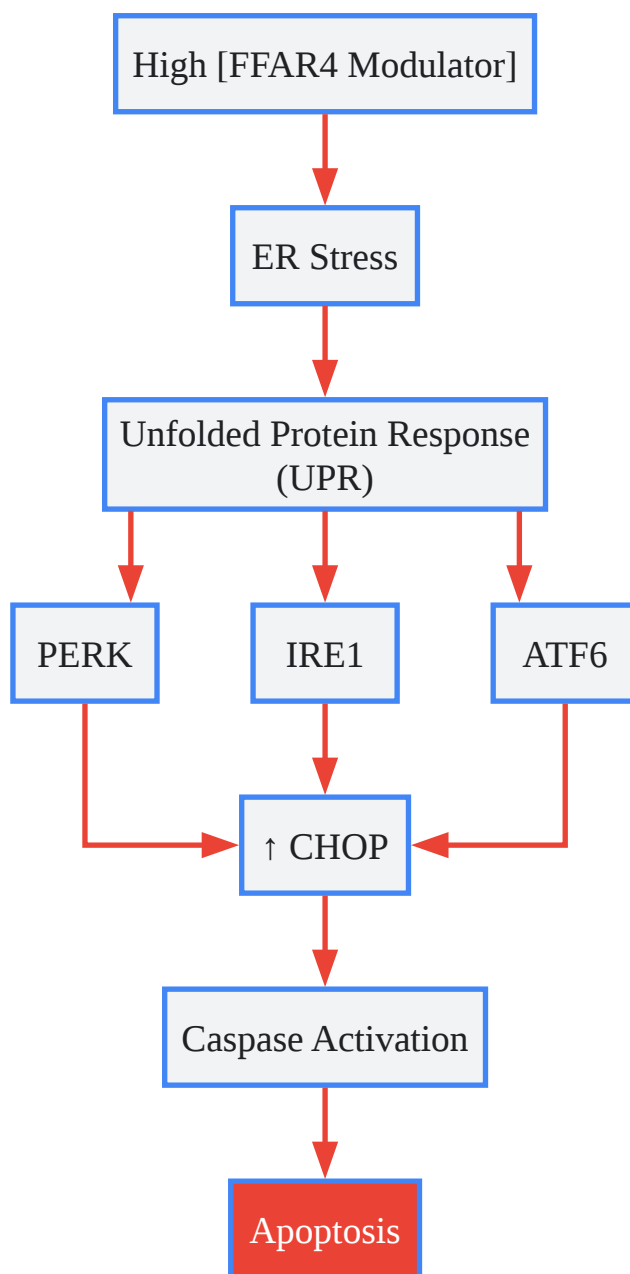 High [FFAR4 Modulator]
ER Stress
Unfolded Protein Response
(UPR)
PERK
IRE1
ATF6
↑ CHOP
Caspase Activation
Apoptosis